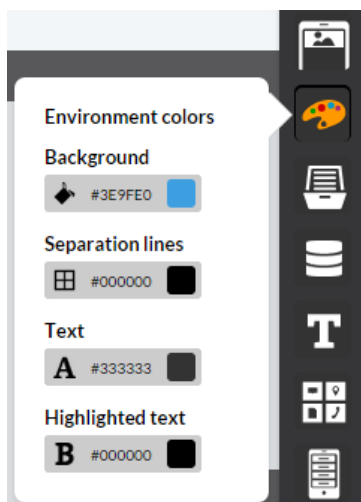 Environment colors
Background
#3E9FE0
Separation lines
#000000
Text
A #333333
Highlighted text
B #000000
T